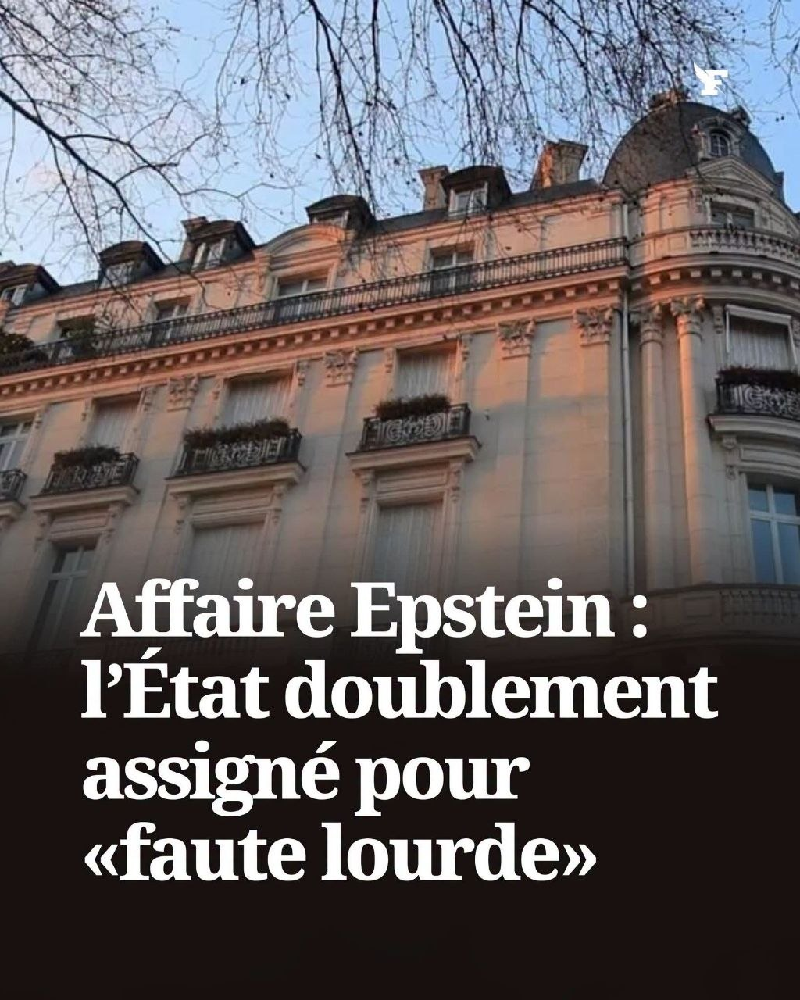 F
Affaire Epstein :
l’État doublement
assigné pour
«faute lourde»